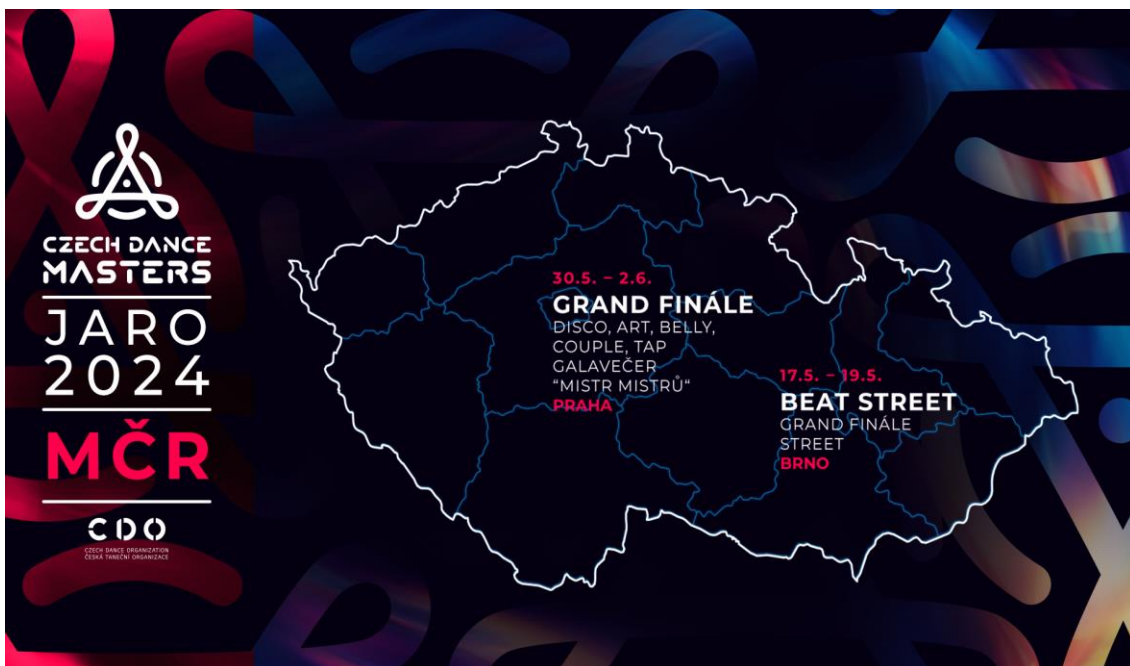 CZECH DANCE
MASTERS
JARO
2024
MČR
CDO
CZECH DANCE ORGANIZATION
ČESKÁ TANEČNÍ ORGANIZACE
30.5. – 2.6.
GRAND FINÁLE
DISCO, ART, BELLY,
COUPLE, TAP
GALAVEČER
"MISTR MISTRŮ"
PRAHA
17.5. – 19.5.
BEAT STREET
GRAND FINÁLE
STREET
BRNO